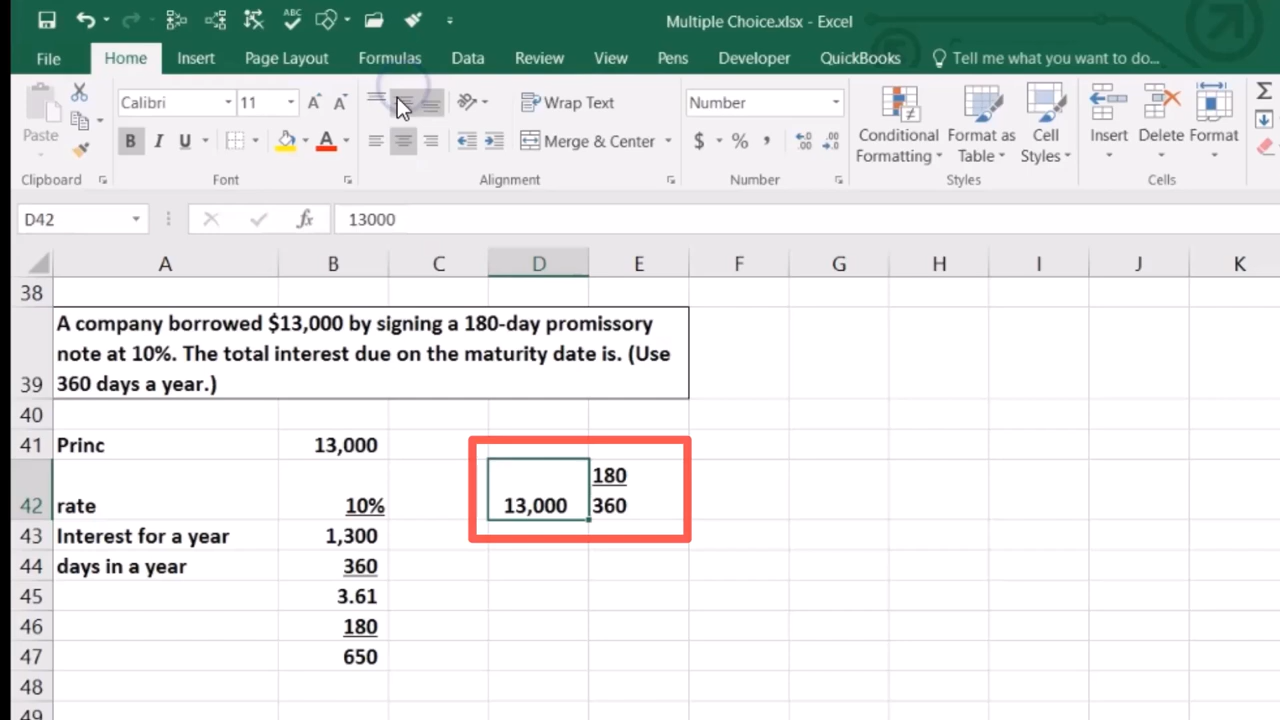 Multiple Choice.xlsx - Excel
File Home Insert Page Layout Formulas Data Review View Pens Developer QuickBooks Tell me what you want to do...
Calibri 11 Wrap Text Number
Paste B I U Merge & Center $ % , Conditional Formatting Format as Table Cell Styles Insert Delete Format
Clipboard Font Alignment Number Styles Cells
D42 fx 13000
A B C D E F G H I J K
38
39 A company borrowed $13,000 by signing a 180-day promissory
note at 10%. The total interest due on the maturity date is. (Use
360 days a year.)
40
41 Princ 13,000
180
42 rate 10% 13,000 360
43 Interest for a year 1,300
44 days in a year 360
45 3.61
46 180
47 650
48
49